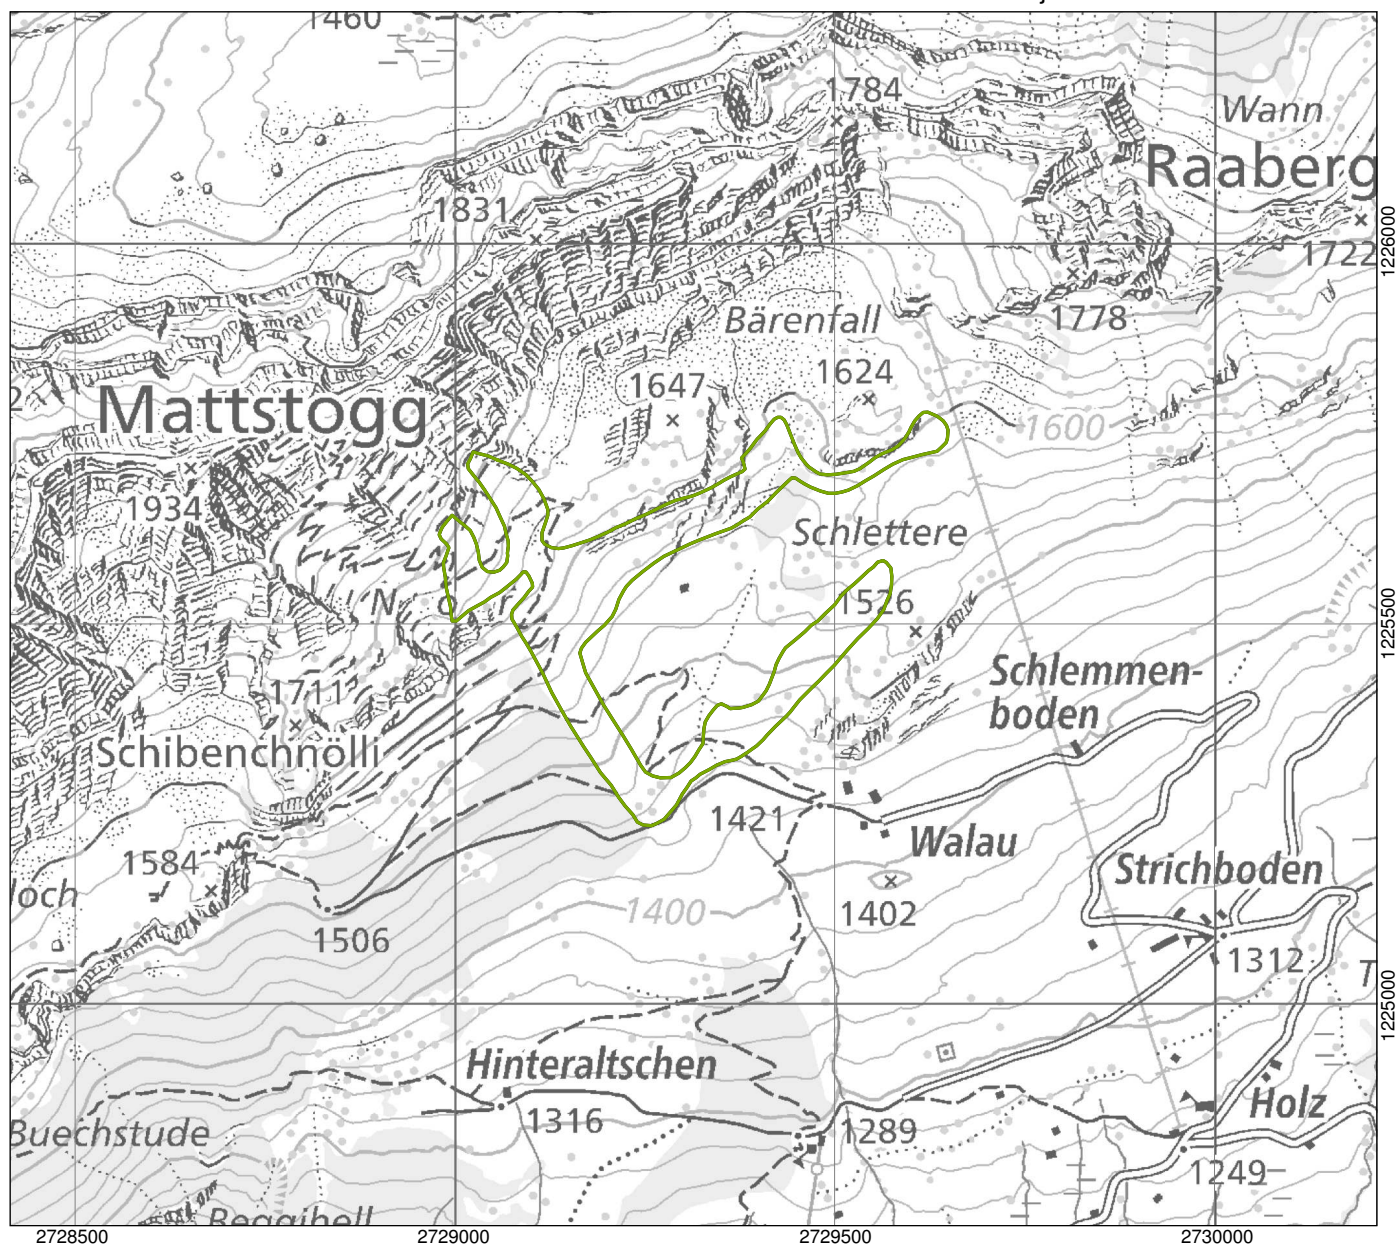 1460
1784
Wann
Raaberg
1831
1722
Bärenfall
1778
1624
1647
Mattstogg
1600
1934
Schlettere
N o r
1526
Schlemmen-
boden
1711
Schibenchnölli
1421
Walau
1584
Strichboden
loch
1400
1402
1506
1312
T
Hinteraltschen
Holz
1316
1289
Buechstude
1249
Beggibell
2728500
2729000
2729500
2730000
1226000
1225500
1225000